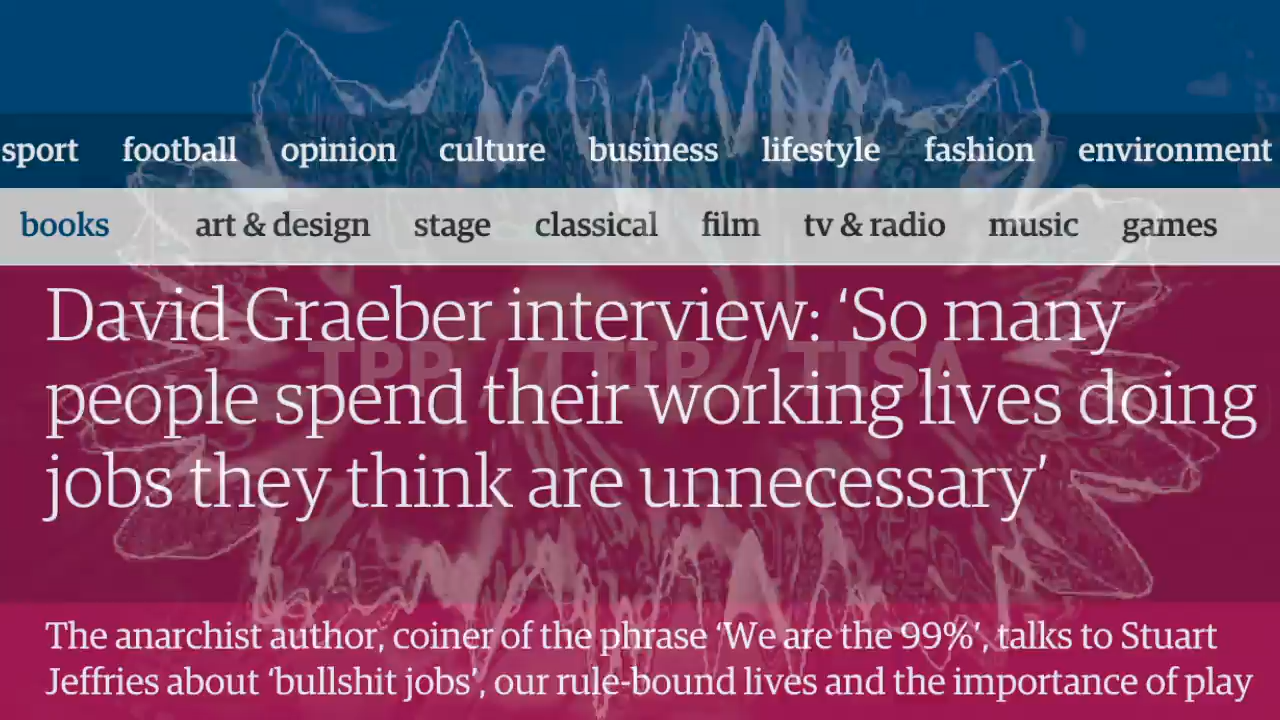 sport football opinion culture business lifestyle fashion environment
books art & design stage classical film tv & radio music games
David Graeber interview: ‘So many
TPP / TTIP / TISA
people spend their working lives doing
jobs they think are unnecessary’
The anarchist author, coiner of the phrase ‘We are the 99%’, talks to Stuart
Jeffries about ‘bullshit jobs’, our rule-bound lives and the importance of play